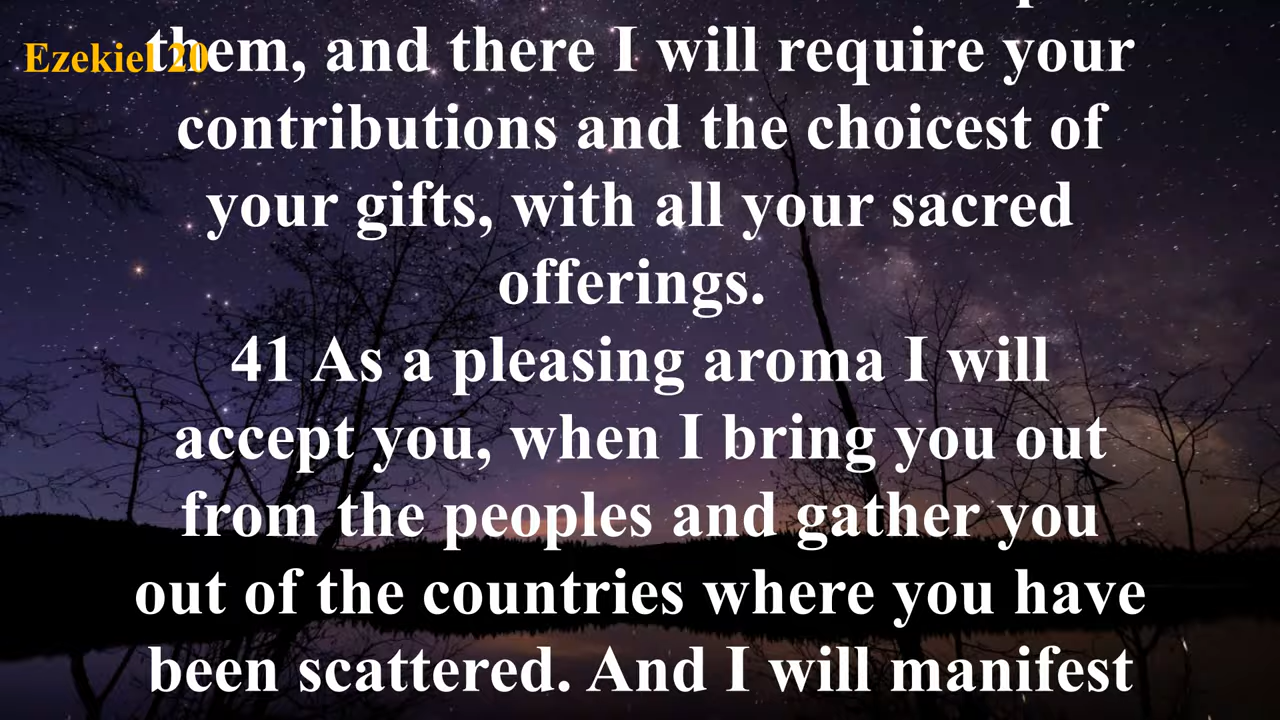 Ezekiel 20
them, and there I will require your
contributions and the choicest of
your gifts, with all your sacred
offerings.
41 As a pleasing aroma I will
accept you, when I bring you out
from the peoples and gather you
out of the countries where you have
been scattered. And I will manifest